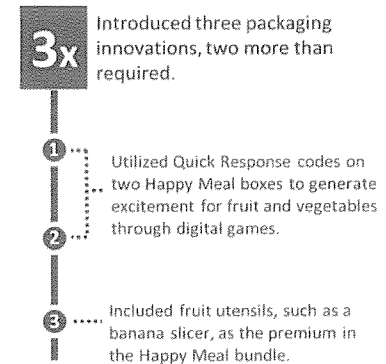 3x
Introduced three packaging
innovations, two more than
required.
1
Utilized Quick Response codes on
two Happy Meal boxes to generate
excitement for fruit and vegetables
through digital games.
2
3
Included fruit utensils, such as a
banana slicer, as the premium in
the Happy Meal bundle.